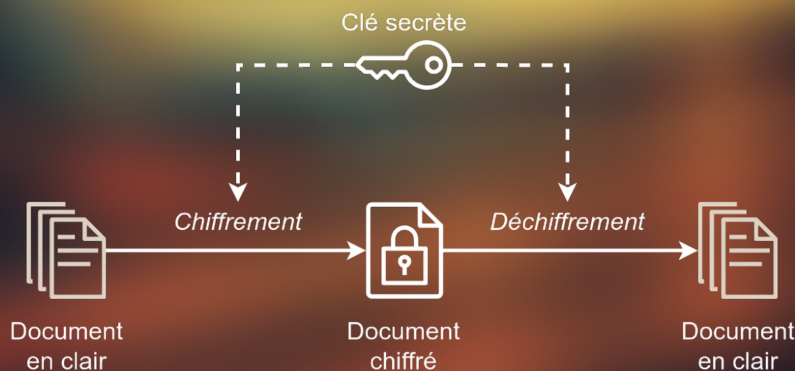 Clé secrète
Chiffrement
Déchiffrement
Document
en clair
Document
chiffré
Document
en clair